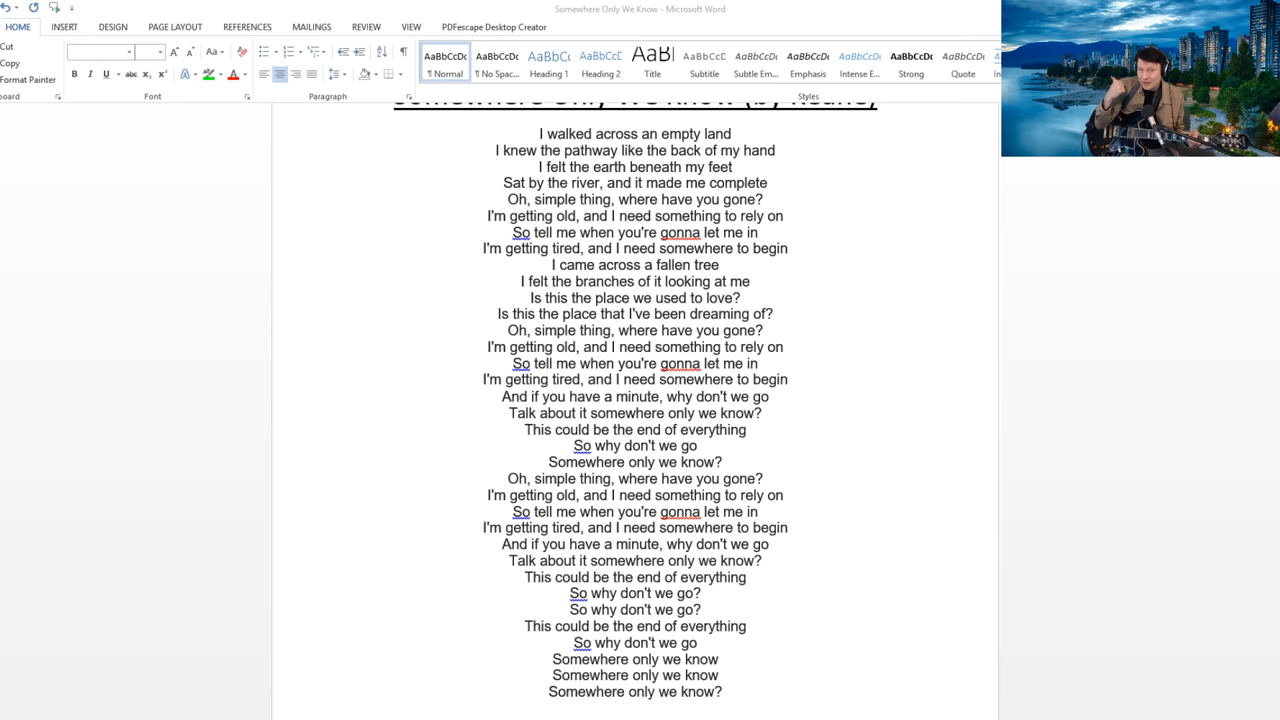 Somewhere Only We Know - Microsoft Word
HOME INSERT DESIGN PAGE LAYOUT REFERENCES MAILINGS REVIEW VIEW PDFescape Desktop Creator
Cut
Copy
Format Painter
board Font Paragraph Styles
AaBbCcDc AaBbCcDc AaBbCc AaBbCcD AaBl AaBbCcD AaBbCcDc AaBbCcDc AaBbCcDc AaBbCcDc AaBbCcDc
¶ Normal ¶ No Spac... Heading 1 Heading 2 Title Subtitle Subtle Em... Emphasis Intense E... Strong Quote
Somewhere Only We Know (by Keane)
I walked across an empty land
I knew the pathway like the back of my hand
I felt the earth beneath my feet
Sat by the river, and it made me complete
Oh, simple thing, where have you gone?
I'm getting old, and I need something to rely on
So tell me when you're gonna let me in
I'm getting tired, and I need somewhere to begin
I came across a fallen tree
I felt the branches of it looking at me
Is this the place we used to love?
Is this the place that I've been dreaming of?
Oh, simple thing, where have you gone?
I'm getting old, and I need something to rely on
So tell me when you're gonna let me in
I'm getting tired, and I need somewhere to begin
And if you have a minute, why don't we go
Talk about it somewhere only we know?
This could be the end of everything
So why don't we go
Somewhere only we know?
Oh, simple thing, where have you gone?
I'm getting old, and I need something to rely on
So tell me when you're gonna let me in
I'm getting tired, and I need somewhere to begin
And if you have a minute, why don't we go
Talk about it somewhere only we know?
This could be the end of everything
So why don't we go?
So why don't we go?
This could be the end of everything
So why don't we go
Somewhere only we know
Somewhere only we know
Somewhere only we know?